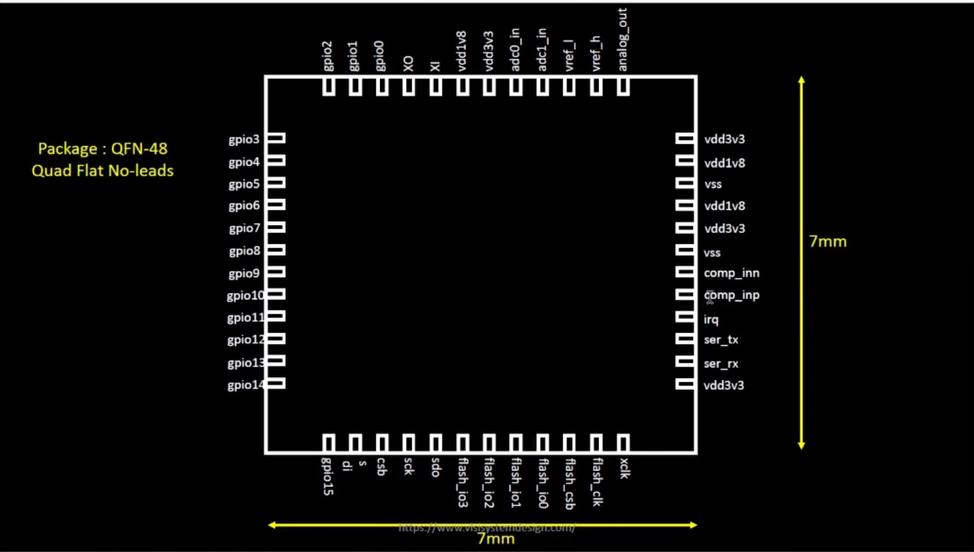 gpio2
gpio1
gpio0
XO
XI
vdd1v8
vdd3v3
adc0_in
adc1_in
vref_l
vref_h
analog_out
Package : QFN-48
Quad Flat No-leads
gpio3
gpio4
gpio5
gpio6
gpio7
gpio8
gpio9
gpio10
gpio11
gpio12
gpio13
gpio14
vdd3v3
vdd1v8
vss
vdd1v8
vdd3v3
vss
comp_inn
comp_inp
irq
ser_tx
ser_rx
vdd3v3
7mm
gpio15
di
s
csb
sck
sdo
flash_io3
flash_io2
flash_io1
flash_io0
flash_csb
flash_clk
xclk
https://www.vlsisystemdesign.com/
7mm